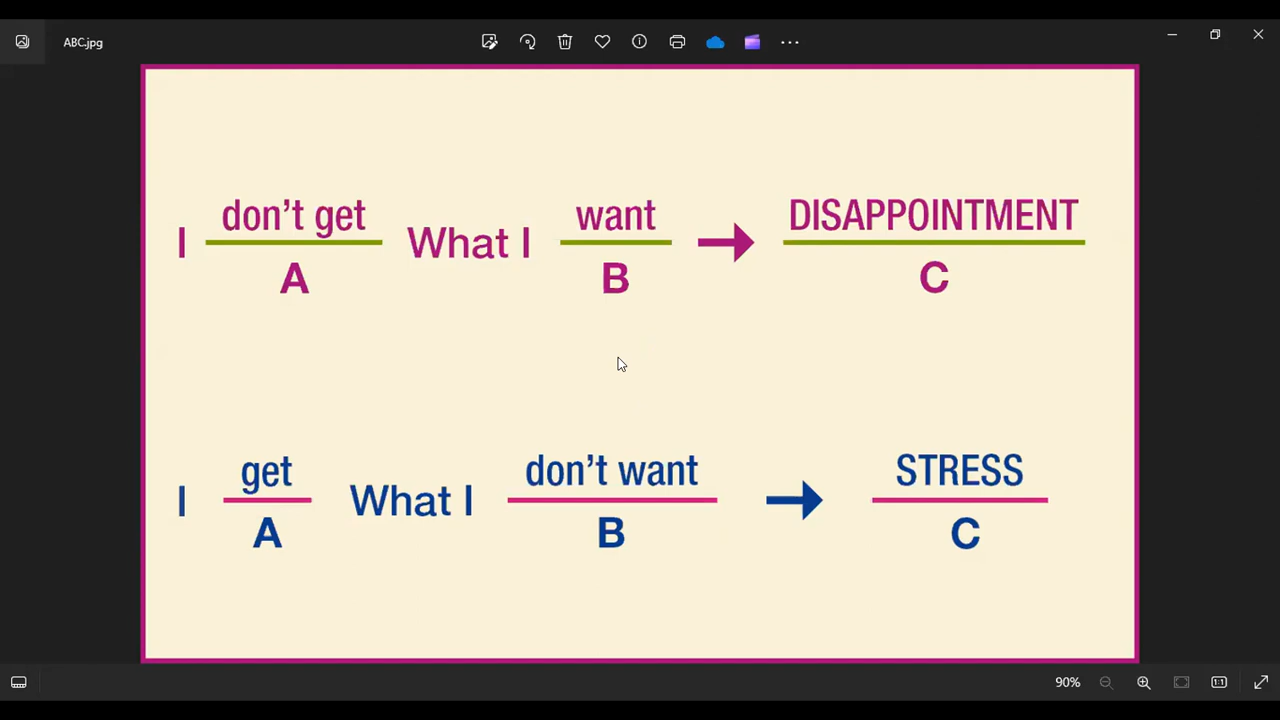 ABC.jpg
I don't get What I want → DISAPPOINTMENT
A B C
I get What I don't want → STRESS
A B C
90%